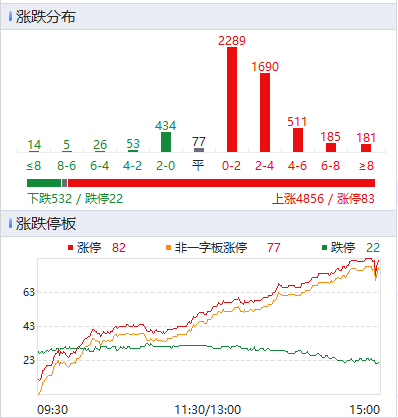 涨跌分布
14 5 26 53 434 77 2289 1690 511 185 181
≤8 8-6 6-4 4-2 2-0 平 0-2 2-4 4-6 6-8 ≥8
下跌532 / 跌停22 上涨4856 / 涨停83
涨跌停板
涨停 82 非一字板涨停 77 跌停 22
63
43
23
09:30 11:30/13:00 15:00